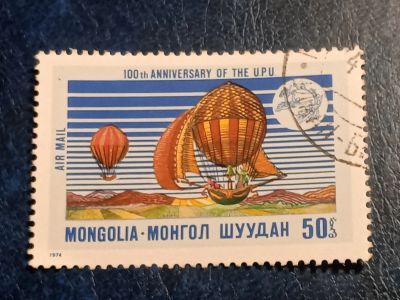 100th ANNIVERSARY OF THE U.P.U.
AIR MAIL
MONGOLIA · МОНГОЛ ШУУДАН 50
1974